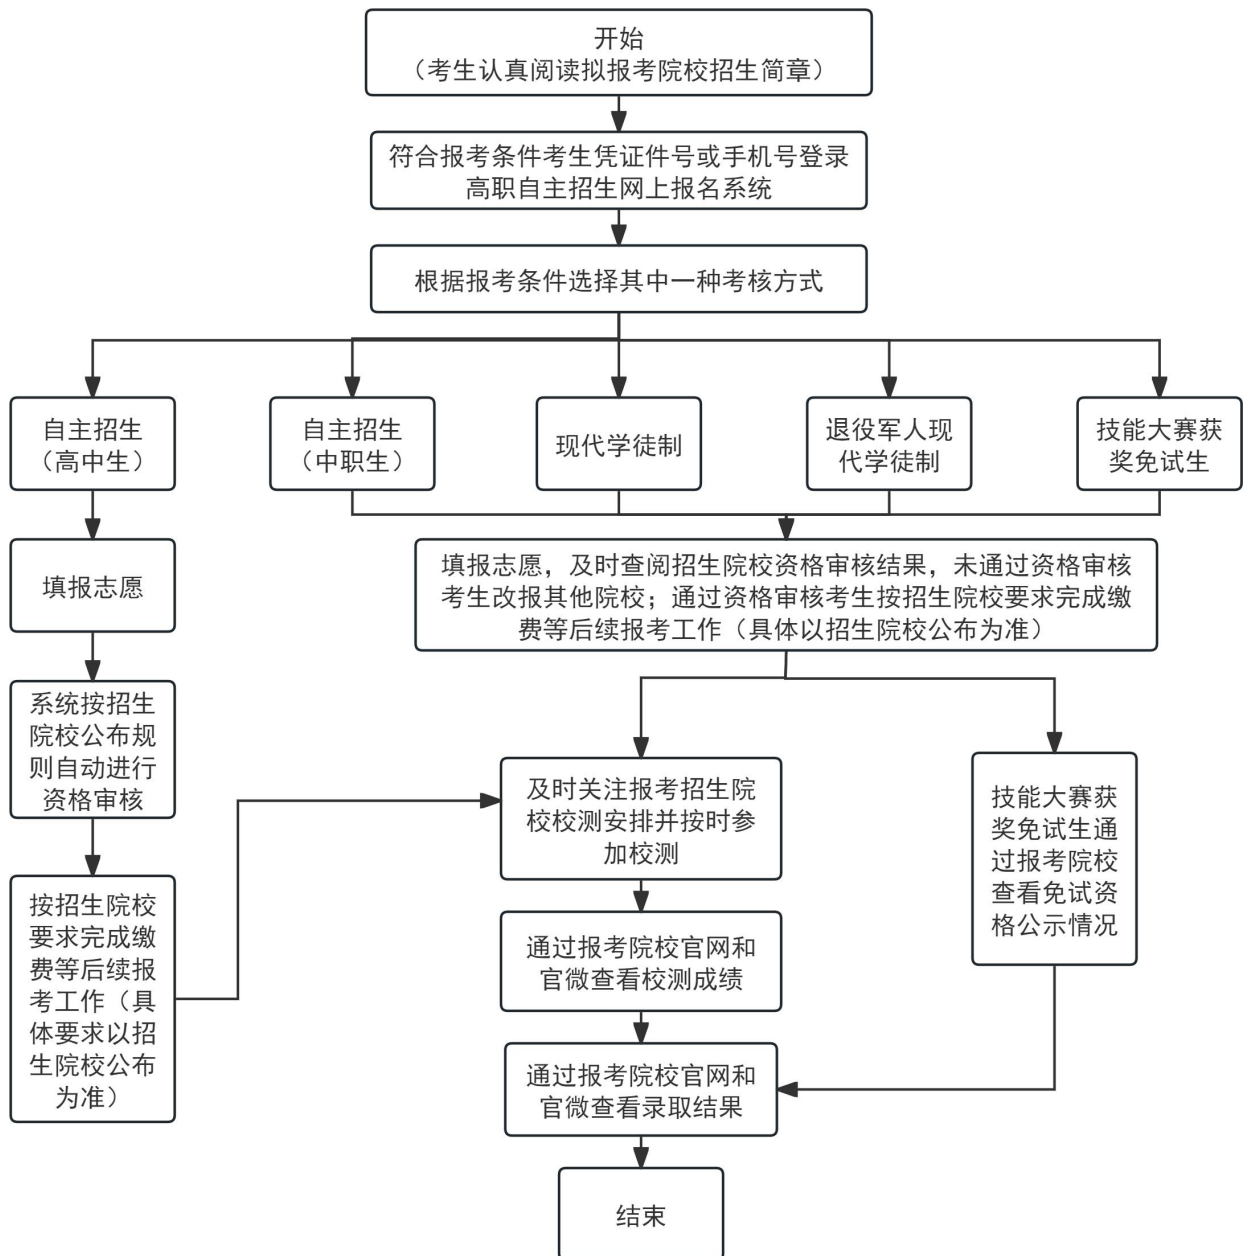 开始
（考生认真阅读拟报考院校招生简章）
符合报考条件考生凭证件号或手机号登录
高职自主招生网上报名系统
根据报考条件选择其中一种考核方式
自主招生
（高中生）
自主招生
（中职生）
现代学徒制
退役军人现
代学徒制
技能大赛获
奖免试生
填报志愿
填报志愿，及时查阅招生院校资格审核结果，未通过资格审核
考生改报其他院校；通过资格审核考生按招生院校要求完成缴
费等后续报考工作（具体以招生院校公布为准）
系统按招生
院校公布规
则自动进行
资格审核
按招生院校
要求完成缴
费等后续报
考工作（具
体要求以招
生院校公布
为准）
及时关注报考招生院
校校测安排并按时参
加校测
技能大赛获
奖免试生通
过报考院校
查看免试资
格公示情况
通过报考院校官网和
官微查看校测成绩
通过报考院校官网和
官微查看录取结果
结束